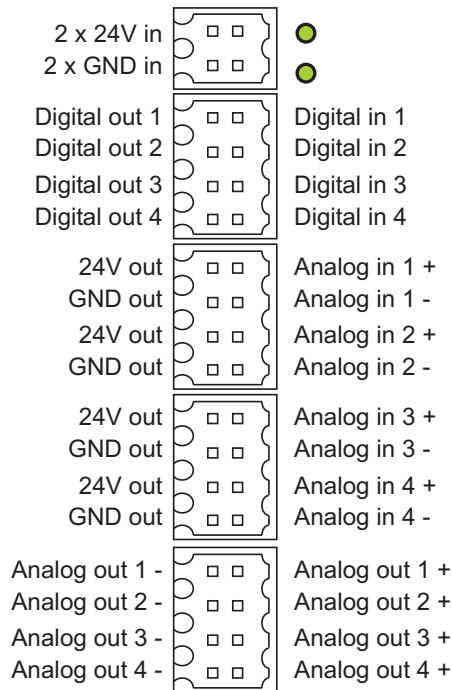 2 x 24V in
2 x GND in
Digital out 1 Digital in 1
Digital out 2 Digital in 2
Digital out 3 Digital in 3
Digital out 4 Digital in 4
24V out Analog in 1 +
GND out Analog in 1 -
24V out Analog in 2 +
GND out Analog in 2 -
24V out Analog in 3 +
GND out Analog in 3 -
24V out Analog in 4 +
GND out Analog in 4 -
Analog out 1 - Analog out 1 +
Analog out 2 - Analog out 2 +
Analog out 3 - Analog out 3 +
Analog out 4 - Analog out 4 +